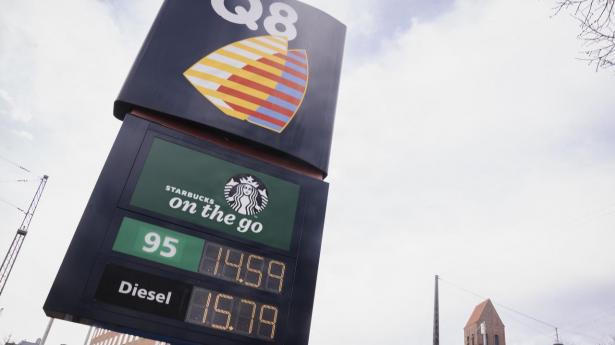 Q8
STARBUCKS
on the go
95 14.59
Diesel 15.79